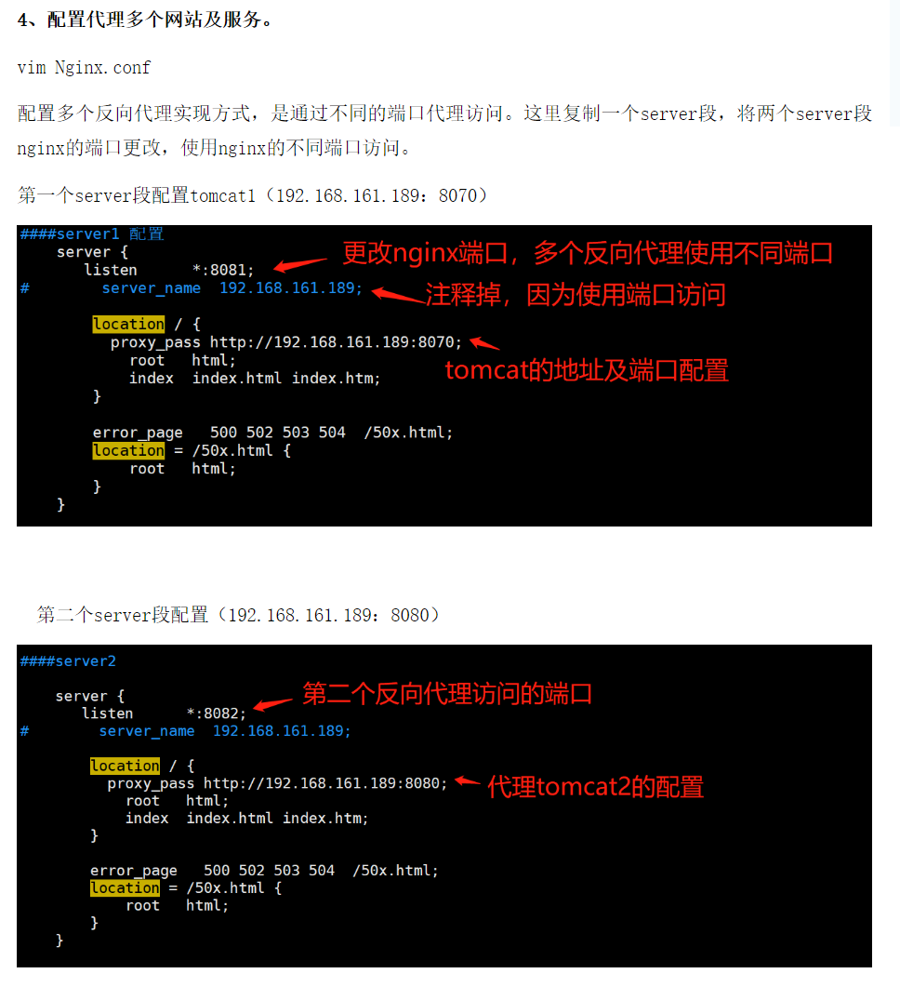 4、配置代理多个网站及服务。
vim Nginx.conf
配置多个反向代理实现方式，是通过不同的端口代理访问。这里复制一个server段，将两个server段
nginx的端口更改，使用nginx的不同端口访问。
第一个server段配置tomcat1（192.168.161.189：8070）
####server1 配置
server {
listen *:8081; 更改nginx端口，多个反向代理使用不同端口
# server_name 192.168.161.189; 注释掉，因为使用端口访问
location / {
proxy_pass http://192.168.161.189:8070;
root html; tomcat的地址及端口配置
index index.html index.htm;
}
error_page 500 502 503 504 /50x.html;
location = /50x.html {
root html;
}
}
第二个server段配置（192.168.161.189：8080）
####server2
server {
listen *:8082; 第二个反向代理访问的端口
# server_name 192.168.161.189;
location / {
proxy_pass http://192.168.161.189:8080; 代理tomcat2的配置
root html;
index index.html index.htm;
}
error_page 500 502 503 504 /50x.html;
location = /50x.html {
root html;
}
}